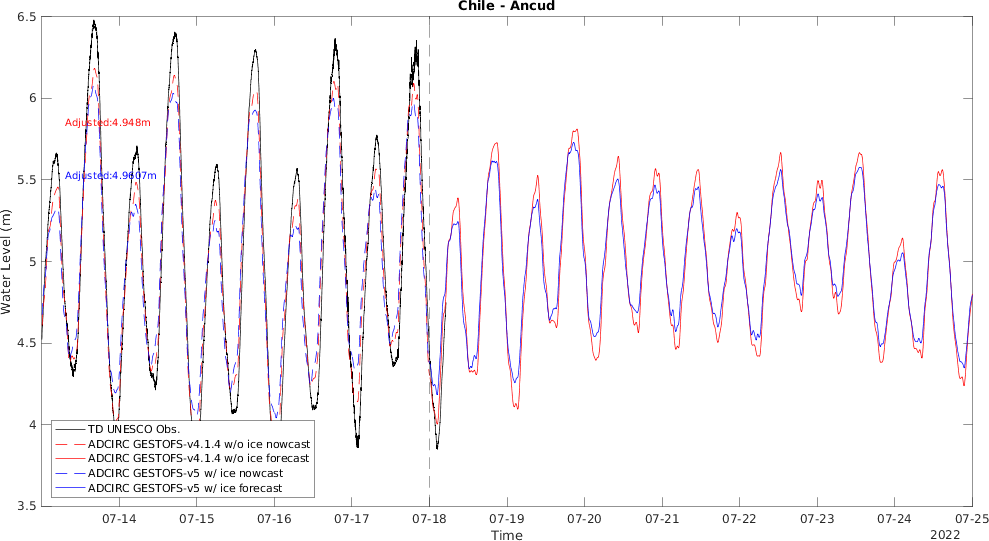 Chile - Ancud
6.5
6
5.5
5
4.5
4
3.5
Water Level (m)
Adjusted:4.948m
Adjusted:4.9607m
TD UNESCO Obs.
ADCIRC GESTOFS-v4.1.4 w/o ice nowcast
ADCIRC GESTOFS-v4.1.4 w/o ice forecast
ADCIRC GESTOFS-v5 w/ ice nowcast
ADCIRC GESTOFS-v5 w/ ice forecast
07-14 07-15 07-16 07-17 07-18 07-19 07-20 07-21 07-22 07-23 07-24 07-25
Time
2022